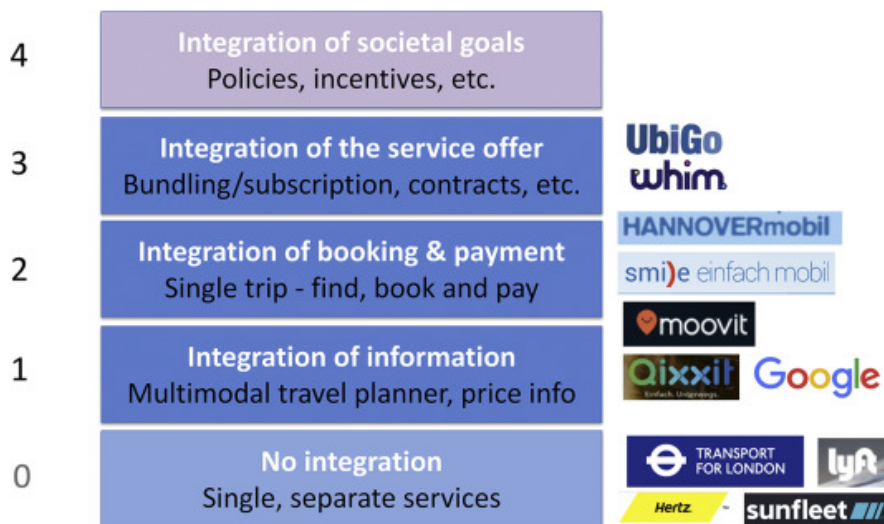 4
Integration of societal goals
Policies, incentives, etc.
3
Integration of the service offer
Bundling/subscription, contracts, etc.
UbiGo
whim
2
Integration of booking & payment
Single trip - find, book and pay
HANNOVERmobil
smi)e einfach mobil
1
Integration of information
Multimodal travel planner, price info
moovit
Qixxit
Einfach. Unterwegs.
Google
0
No integration
Single, separate services
TRANSPORT
FOR LONDON
lyft
Hertz
sunfleet